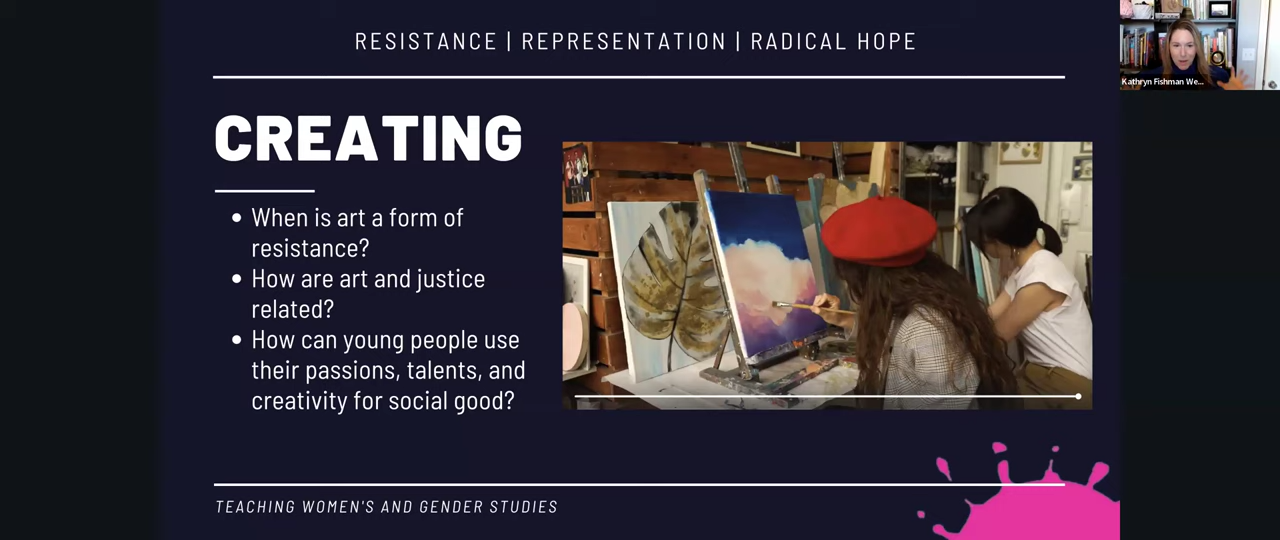 RESISTANCE | REPRESENTATION | RADICAL HOPE
CREATING
• When is art a form of
resistance?
• How are art and justice
related?
• How can young people use
their passions, talents, and
creativity for social good?
TEACHING WOMEN'S AND GENDER STUDIES
Kathryn Fishman We...